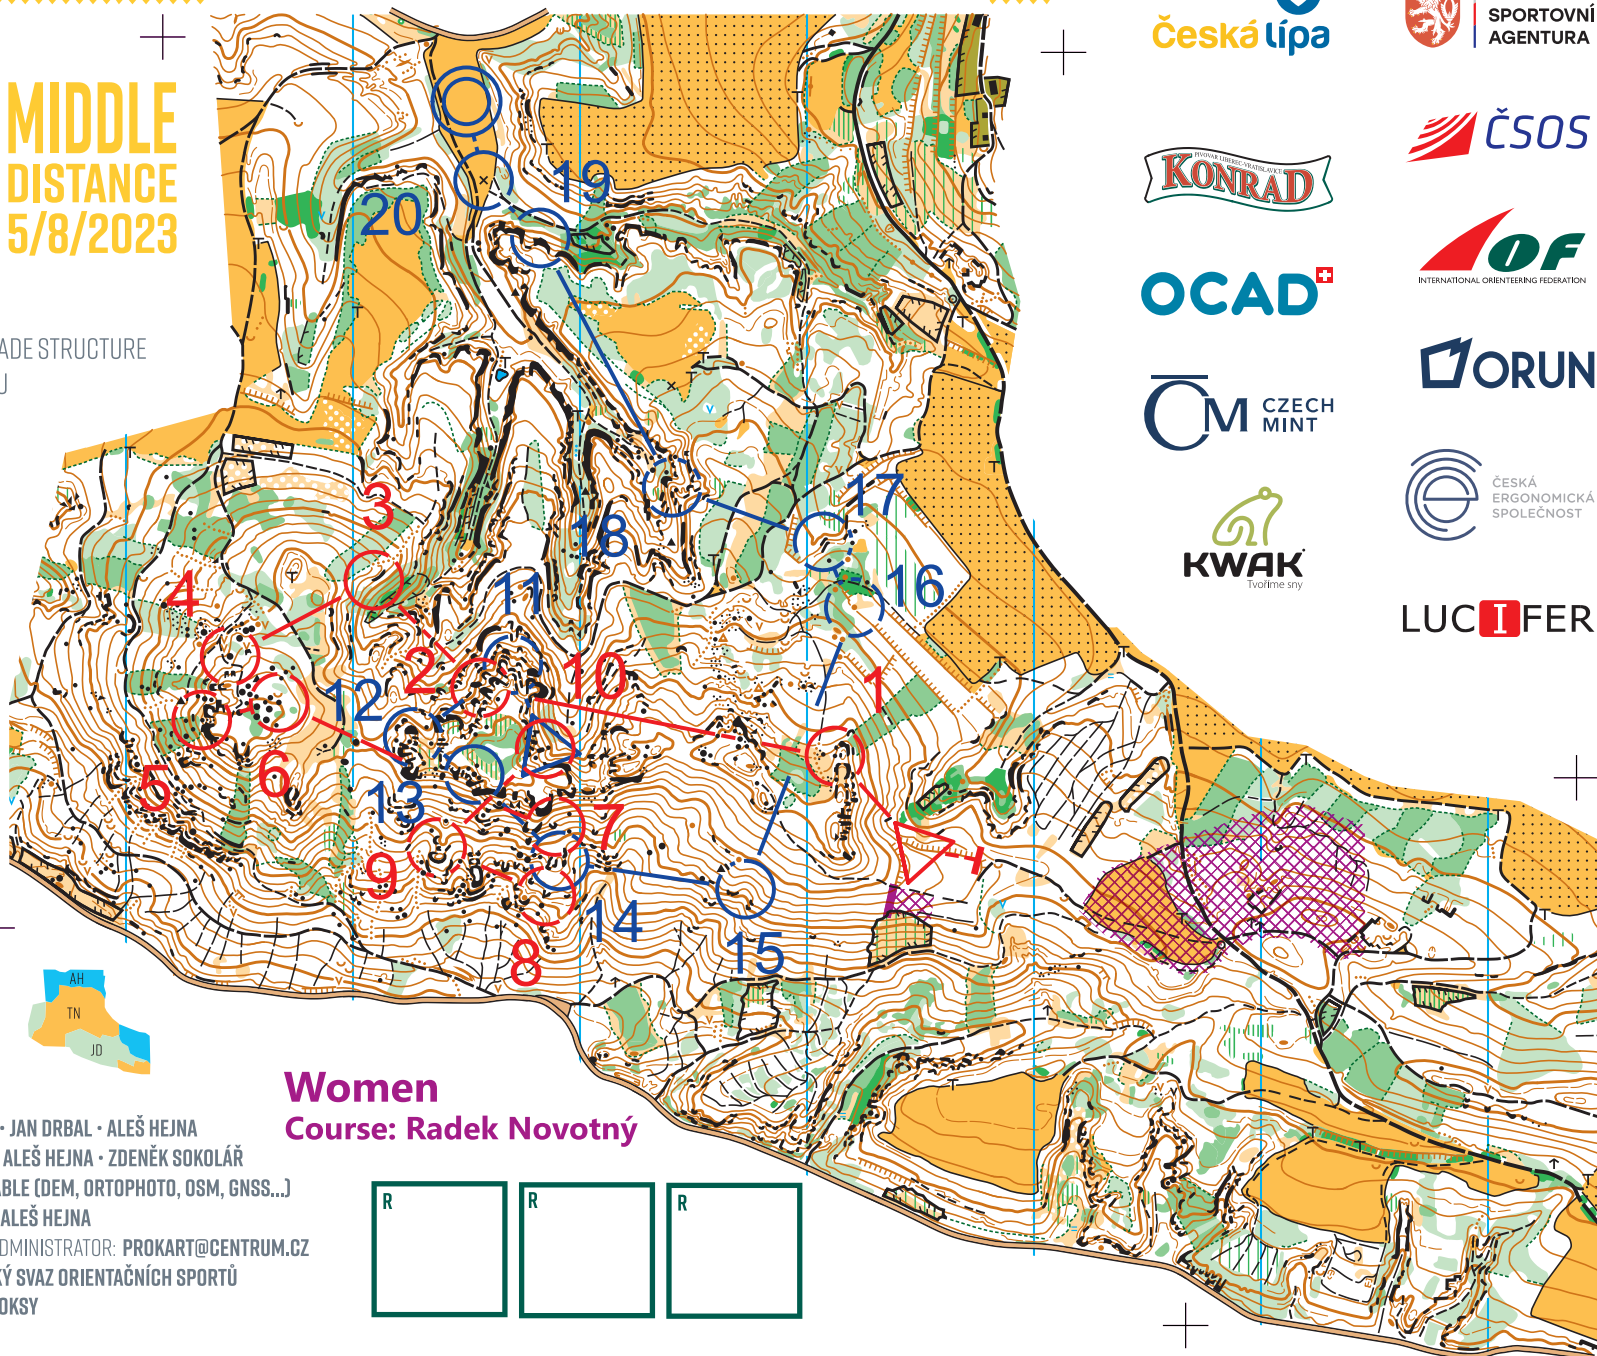 MIDDLE
DISTANCE
5/8/2023
ADE STRUCTURE
J
česká lípa
SPORTOVNÍ
AGENTURA
ČSOS
PIVOVAR LIBEREC-VRATISLAVICE
KONRAD
OCAD
IOF
INTERNATIONAL ORIENTEERING FEDERATION
ORUN
CM CZECH
MINT
ČESKÁ
ERGONOMICKÁ
SPOLEČNOST
KWAK
Tvoříme sny
LUCIFER
19
20
3
17
18
16
4
11
2
10
12
1
5
6
13
7
9
14
8
15
AH
TN
JD
Women
Course: Radek Novotný
• JAN DRBAL • ALEŠ HEJNA
ALEŠ HEJNA • ZDENĚK SOKOLÁŘ
ABLE (DEM, ORTOPHOTO, OSM, GNSS...)
ALEŠ HEJNA
DMINISTRATOR: PROKART@CENTRUM.CZ
KÝ SVAZ ORIENTAČNÍCH SPORTŮ
OKSY
R
R
R